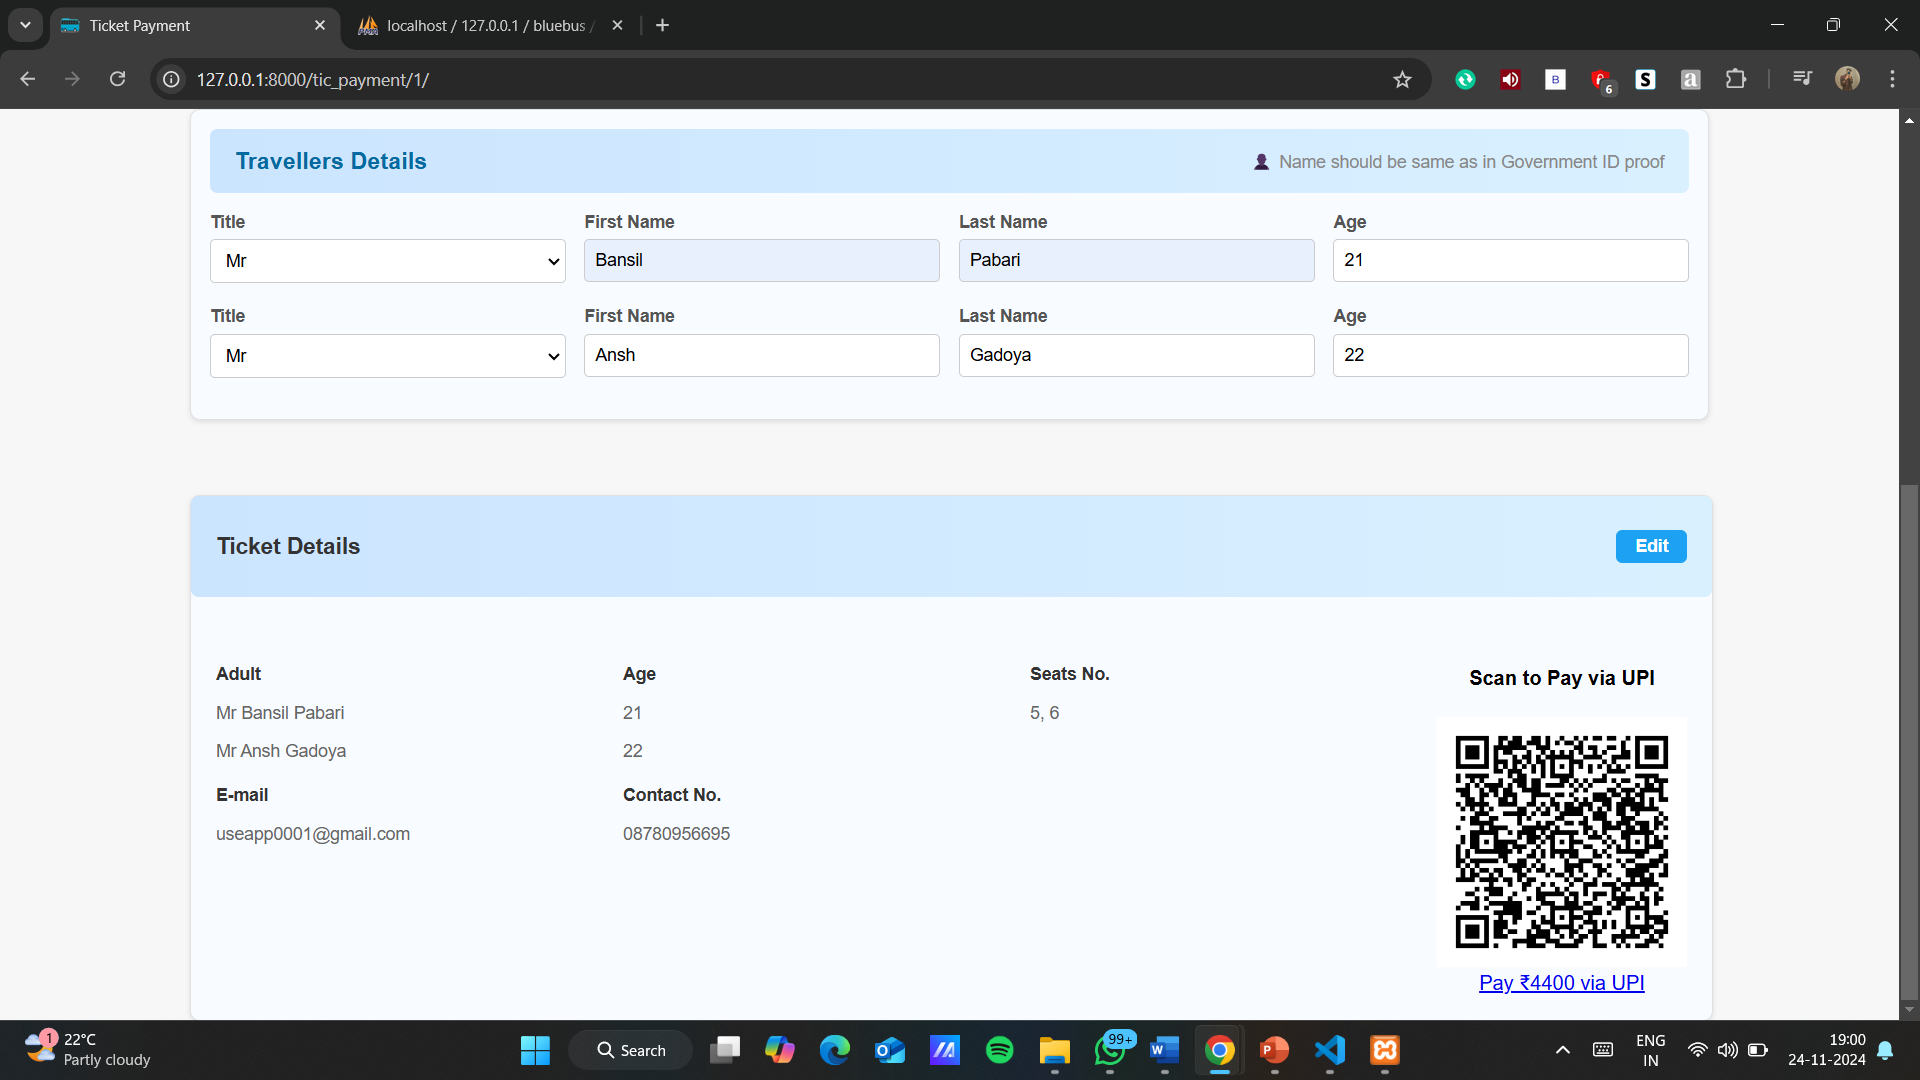 Ticket Payment
localhost / 127.0.0.1 / bluebus /
127.0.0.1:8000/tic_payment/1/
B
6
S
a
Travellers Details
Name should be same as in Government ID proof
Title First Name Last Name Age
Mr Bansil Pabari 21
Title First Name Last Name Age
Mr Ansh Gadoya 22
Ticket Details
Edit
Adult Age Seats No.
Scan to Pay via UPI
Mr Bansil Pabari 21 5, 6
Mr Ansh Gadoya 22
E-mail Contact No.
useapp0001@gmail.com 08780956695
Pay ₹4400 via UPI
1
22°C
Partly cloudy
Search
99+
ENG
IN
19:00
24-11-2024